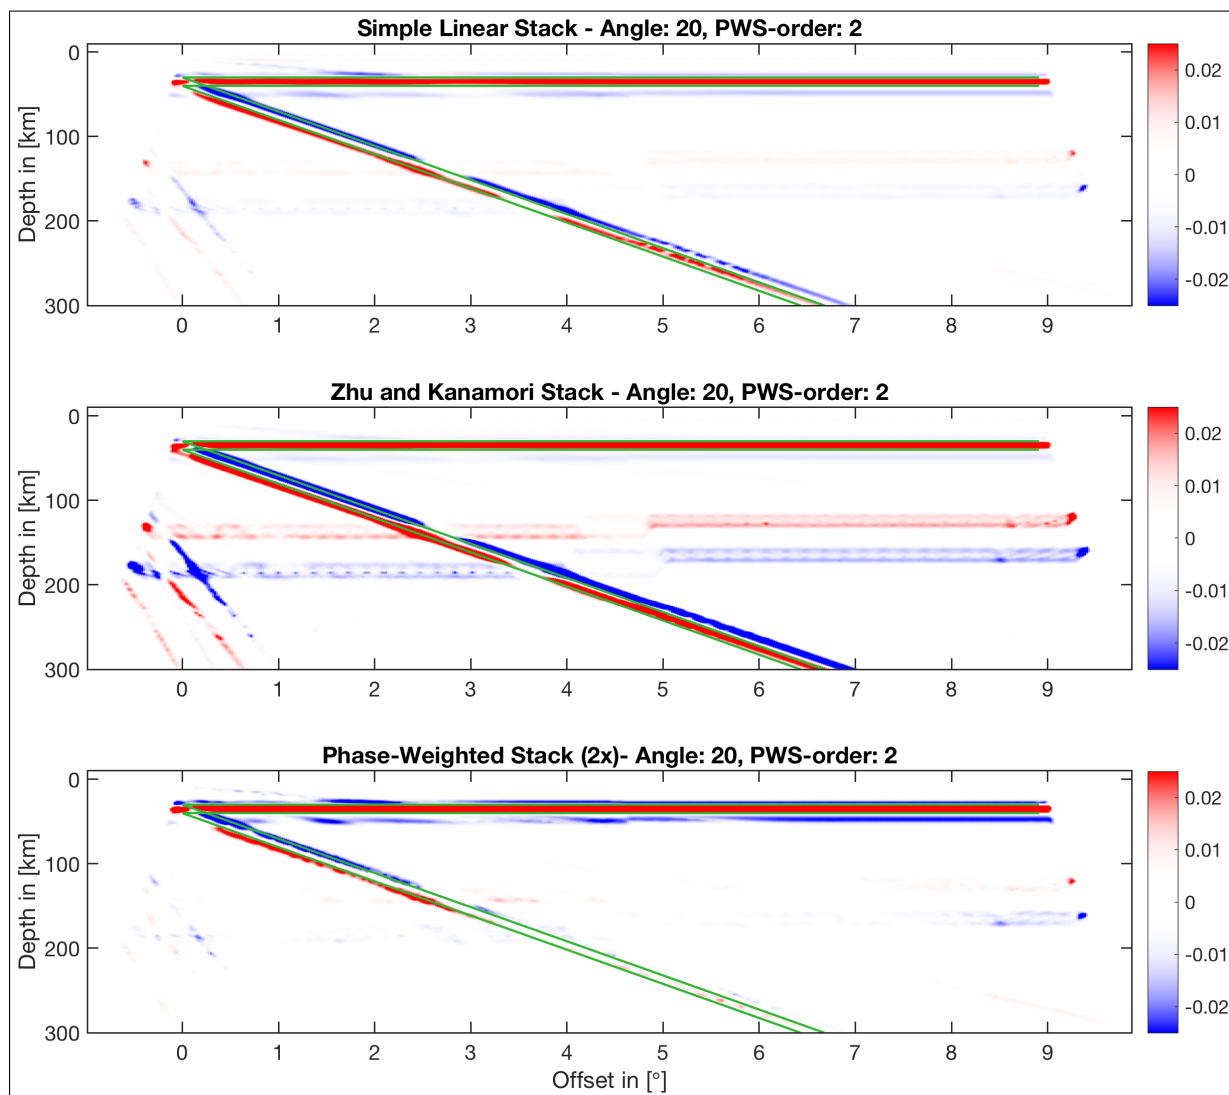 Simple Linear Stack - Angle: 20, PWS-order: 2
Depth in [km]
0
100
200
300
0 1 2 3 4 5 6 7 8 9
0.02
0.01
0
-0.01
-0.02
Zhu and Kanamori Stack - Angle: 20, PWS-order: 2
Depth in [km]
0
100
200
300
0 1 2 3 4 5 6 7 8 9
0.02
0.01
0
-0.01
-0.02
Phase-Weighted Stack (2x)- Angle: 20, PWS-order: 2
Depth in [km]
0
100
200
300
0 1 2 3 4 5 6 7 8 9
Offset in [°]
0.02
0.01
0
-0.01
-0.02